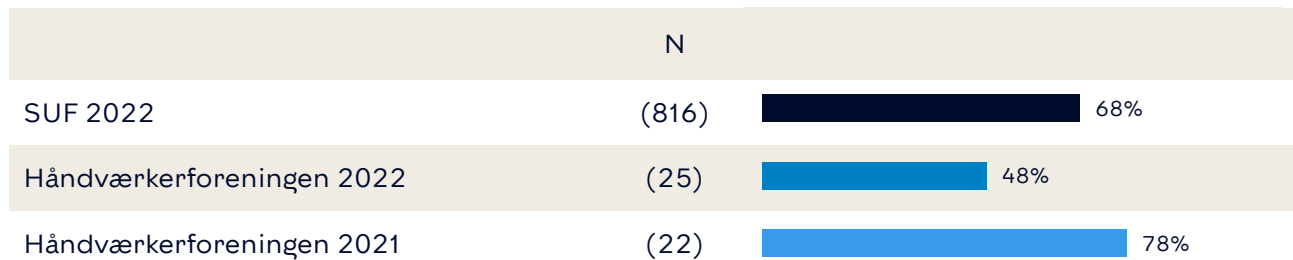 N
SUF 2022 (816) 68%
Håndværkerforeningen 2022 (25) 48%
Håndværkerforeningen 2021 (22) 78%